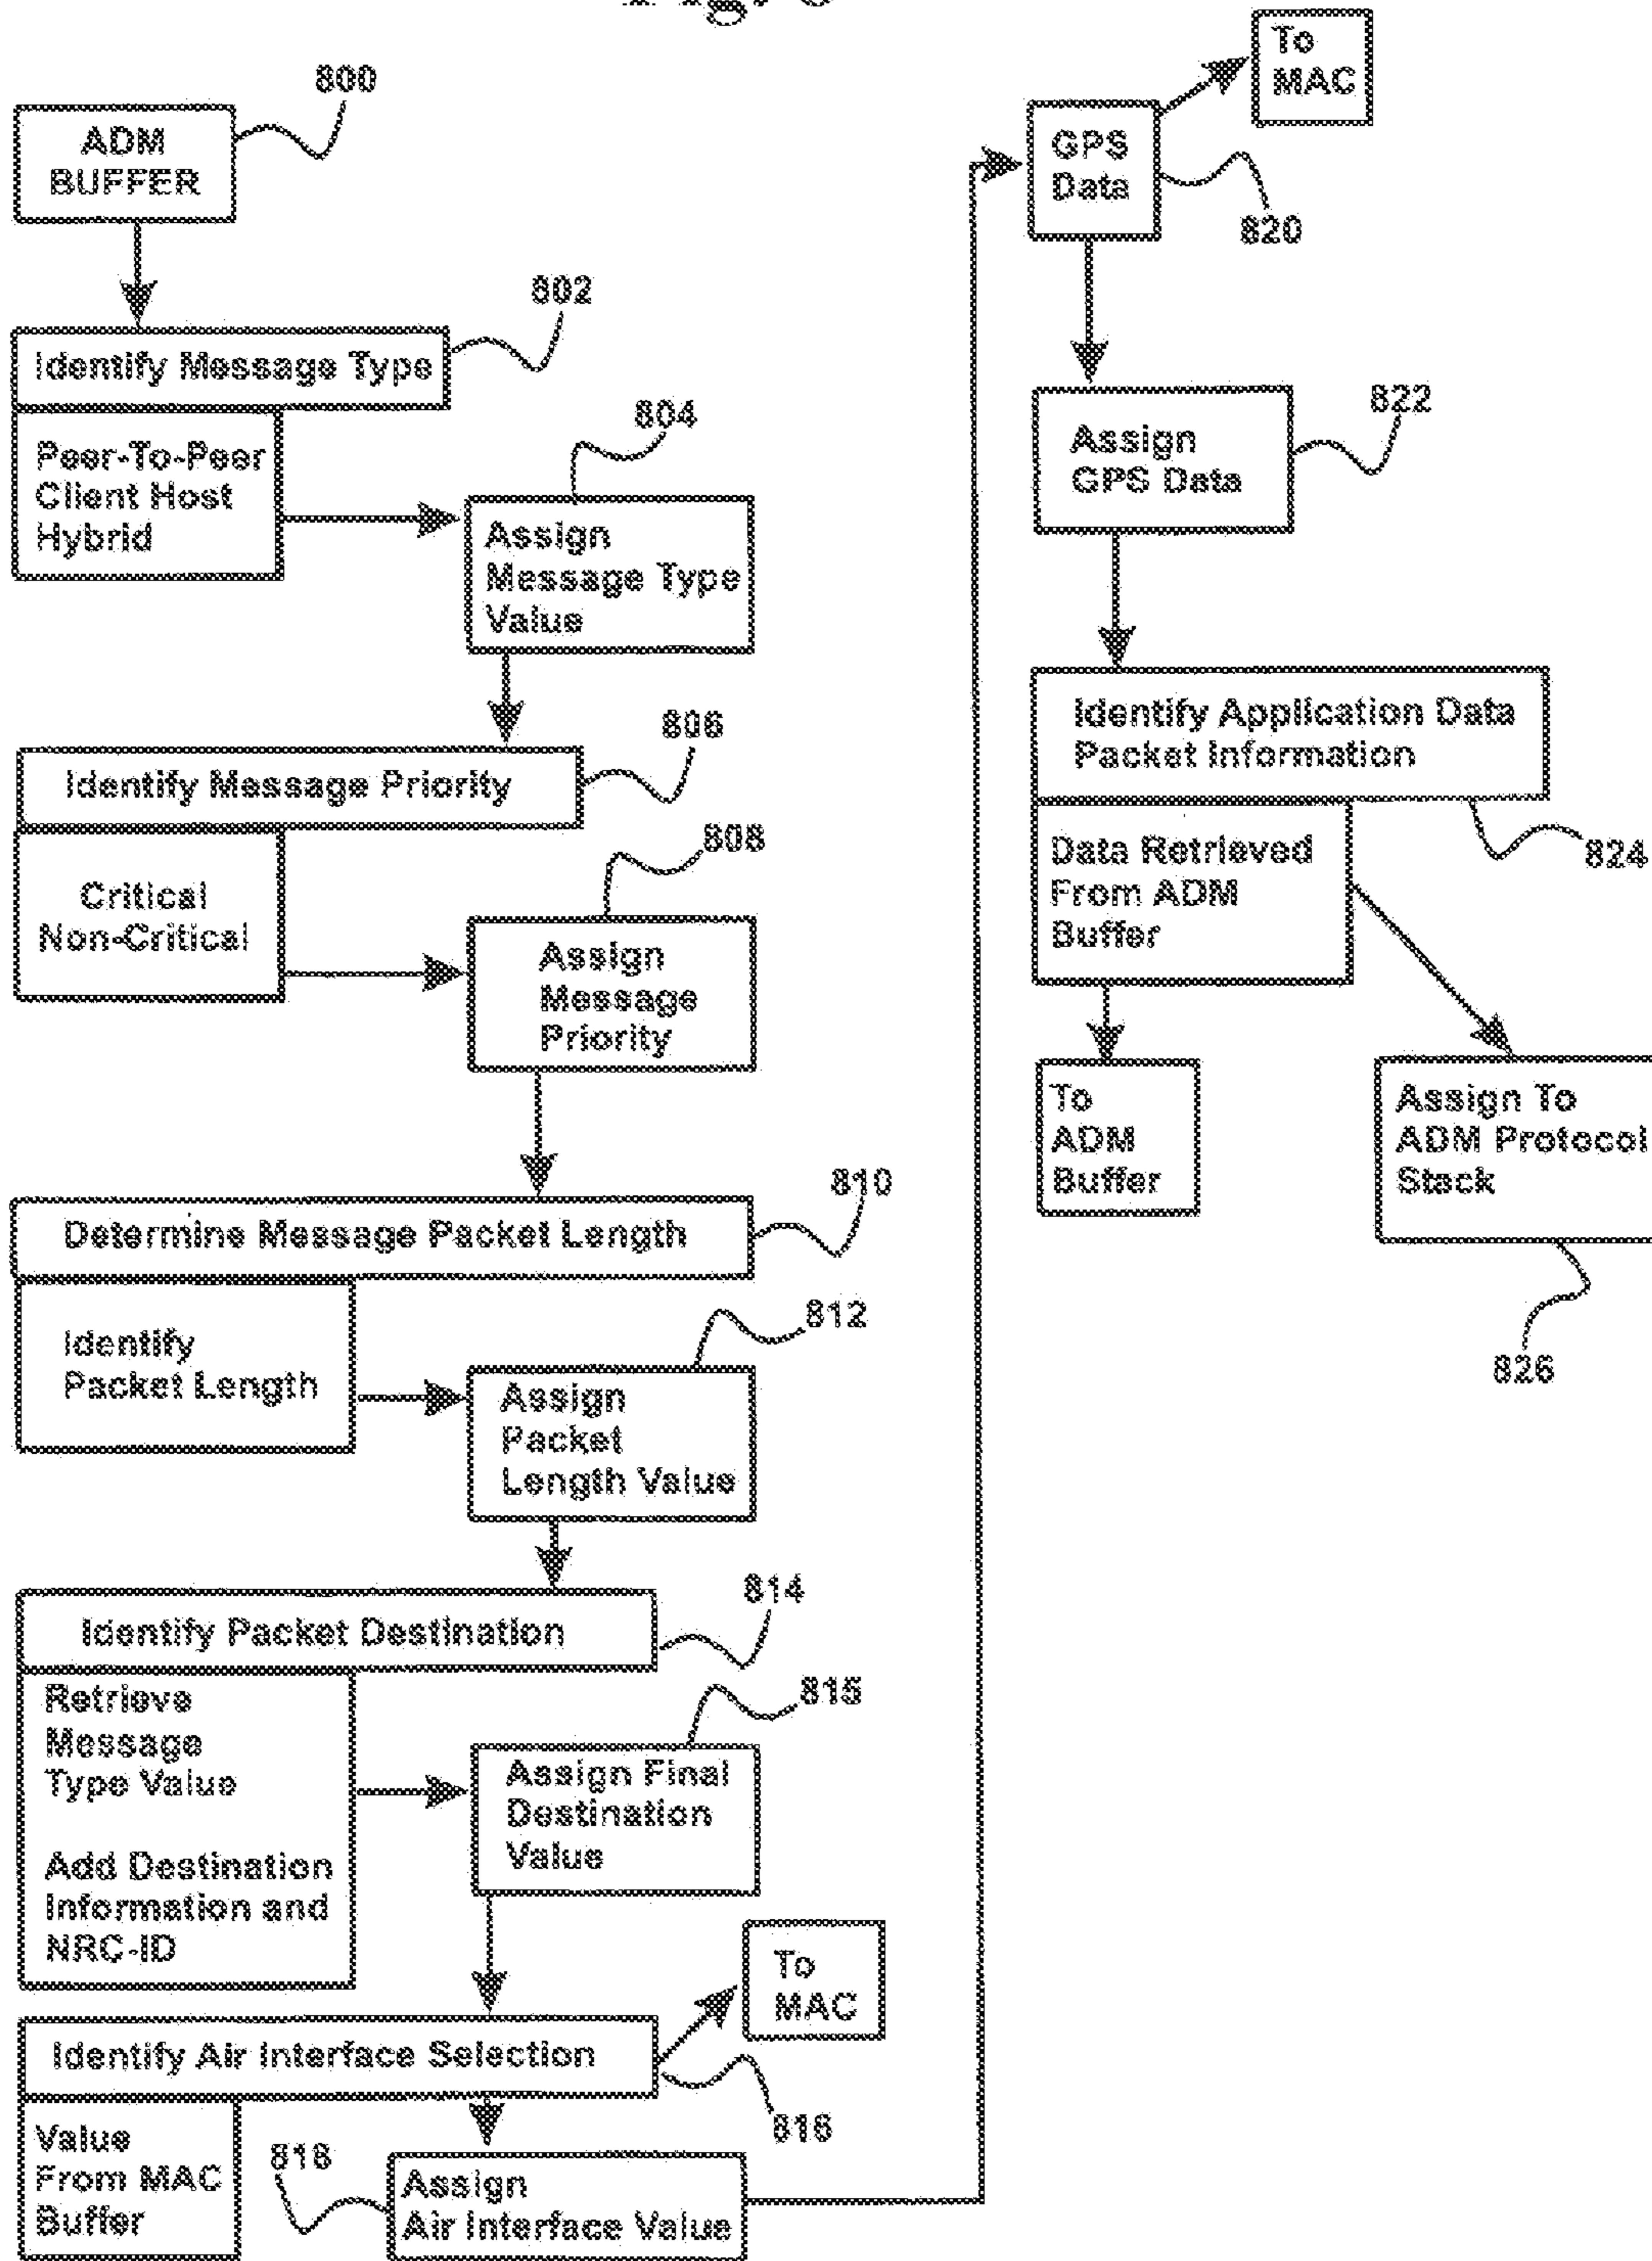 800
ADM
BUFFER
802
Identify Message Type
Peer-To-Peer
Client Host
Hybrid
804
Assign
Message Type
Value
806
Identify Message Priority
Critical
Non-Critical
808
Assign
Message
Priority
810
Determine Message Packet Length
Identify
Packet Length
812
Assign
Packet
Length Value
814
Identify Packet Destination
Retrieve
Message
Type Value
Add Destination
Information and
NRC-ID
815
Assign Final
Destination
Value
To
MAC
Identify Air Interface Selection
816
Value
From MAC
Buffer
818
Assign
Air Interface Value
To
MAC
GPS
Data
820
Assign
GPS Data
822
Identify Application Data
Packet Information
824
Data Retrieved
From ADM
Buffer
To
ADM
Buffer
Assign To
ADM Protocol
Stack
826